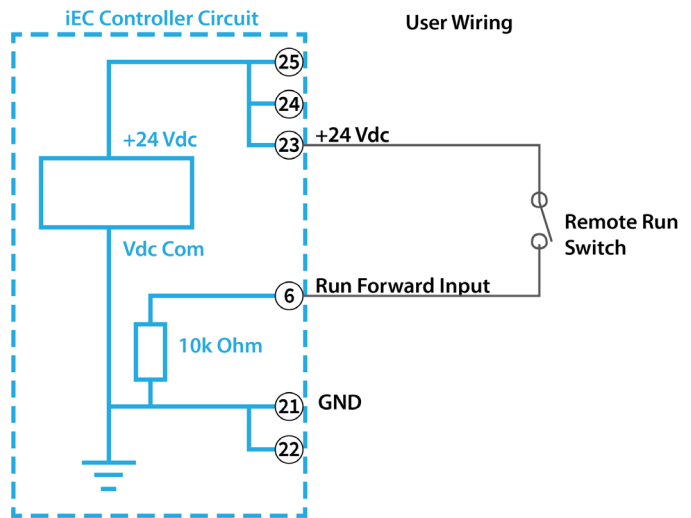 iEC Controller Circuit
User Wiring
25
24
+24 Vdc
23
+24 Vdc
Remote Run
Switch
Vdc Com
6
Run Forward Input
10k Ohm
21
GND
22